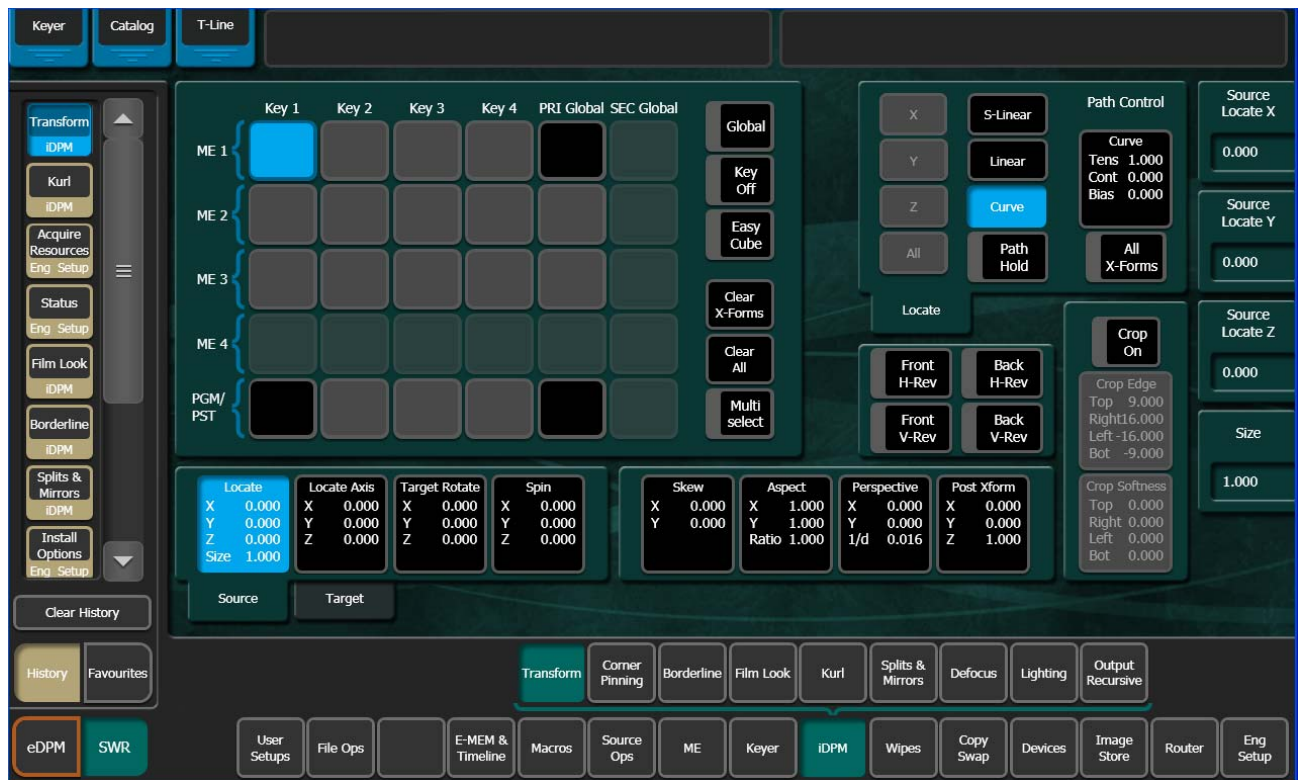 Keyer
Catalog
T-Line
Transform
iDPM
Kurl
iDPM
Acquire
Resources
Eng Setup
Status
Eng Setup
Film Look
iDPM
Borderline
iDPM
Splits &
Mirrors
iDPM
Install
Options
Eng Setup
Clear History
History
Favourites
Key 1 Key 2 Key 3 Key 4 PRI Global SEC Global
ME 1
ME 2
ME 3
ME 4
PGM/
PST
Global
Key
Off
Easy
Cube
Clear
X-Forms
Clear
All
Multi
select
X
Y
Z
All
S-Linear
Linear
Curve
Path
Hold
Path Control
Curve
Tens 1.000
Cont 0.000
Bias 0.000
All
X-Forms
Locate
Front
H-Rev
Back
H-Rev
Front
V-Rev
Back
V-Rev
Crop
On
Crop Edge
Top 9.000
Right16.000
Left -16.000
Bot -9.000
Crop Softness
Top 0.000
Right 0.000
Left 0.000
Bot 0.000
Source
Locate X
0.000
Source
Locate Y
0.000
Source
Locate Z
0.000
Size
1.000
Locate
X 0.000
Y 0.000
Z 0.000
Size 1.000
Locate Axis
X 0.000
Y 0.000
Z 0.000
Target Rotate
X 0.000
Y 0.000
Z 0.000
Spin
X 0.000
Y 0.000
Z 0.000
Skew
X 0.000
Y 0.000
Aspect
X 1.000
Y 1.000
Ratio 1.000
Perspective
X 0.000
Y 0.000
1/d 0.016
Post Xform
X 0.000
Y 0.000
Z 1.000
Source
Target
Transform
Corner
Pinning
Borderline
Film Look
Kurl
Splits &
Mirrors
Defocus
Lighting
Output
Recursive
eDPM
SWR
User
Setups
File Ops
E-MEM &
Timeline
Macros
Source
Ops
ME
Keyer
iDPM
Wipes
Copy
Swap
Devices
Image
Store
Router
Eng
Setup